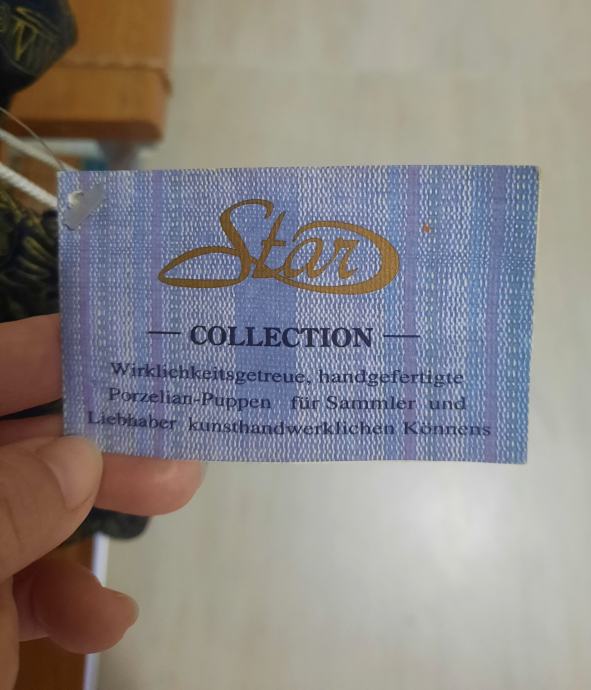 Star
COLLECTION
Wirklichkeitsgetreue, handgefertigte
Porzelian-Puppen für Sammler und
Liebhaber kunsthandwerklichen Könnens